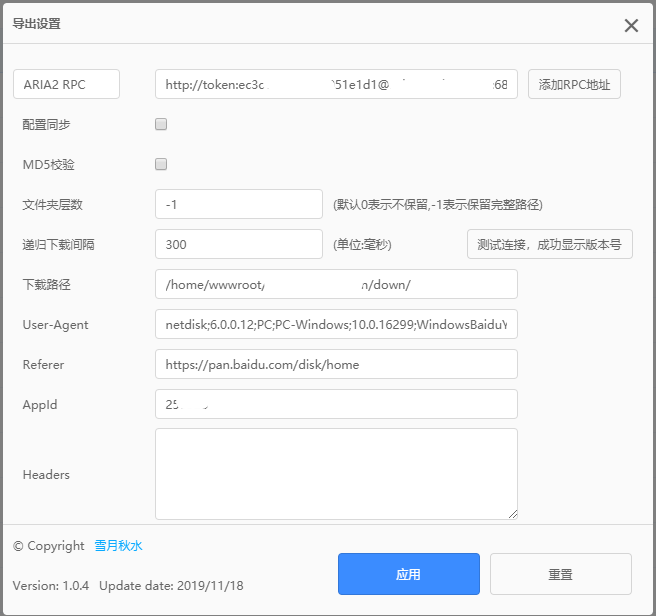 导出设置
ARIA2 RPC http://token:ec3c 51e1d1@ :68 添加RPC地址
配置同步
MD5校验
文件夹层数 -1 (默认0表示不保留,-1表示保留完整路径)
递归下载间隔 300 (单位:毫秒) 测试连接，成功显示版本号
下载路径 /home/wwwroot/ /down/
User-Agent netdisk;6.0.0.12;PC;PC-Windows;10.0.16299;WindowsBaiduY
Referer https://pan.baidu.com/disk/home
AppId 25
Headers
© Copyright 雪月秋水
Version: 1.0.4 Update date: 2019/11/18
应用 重置